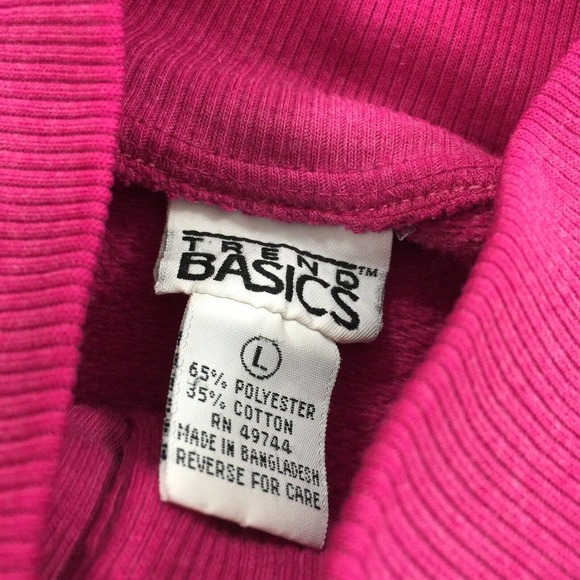 TREND
BASICS™
L
65% POLYESTER
35% COTTON
RN 49744
MADE IN BANGLADESH
REVERSE FOR CARE